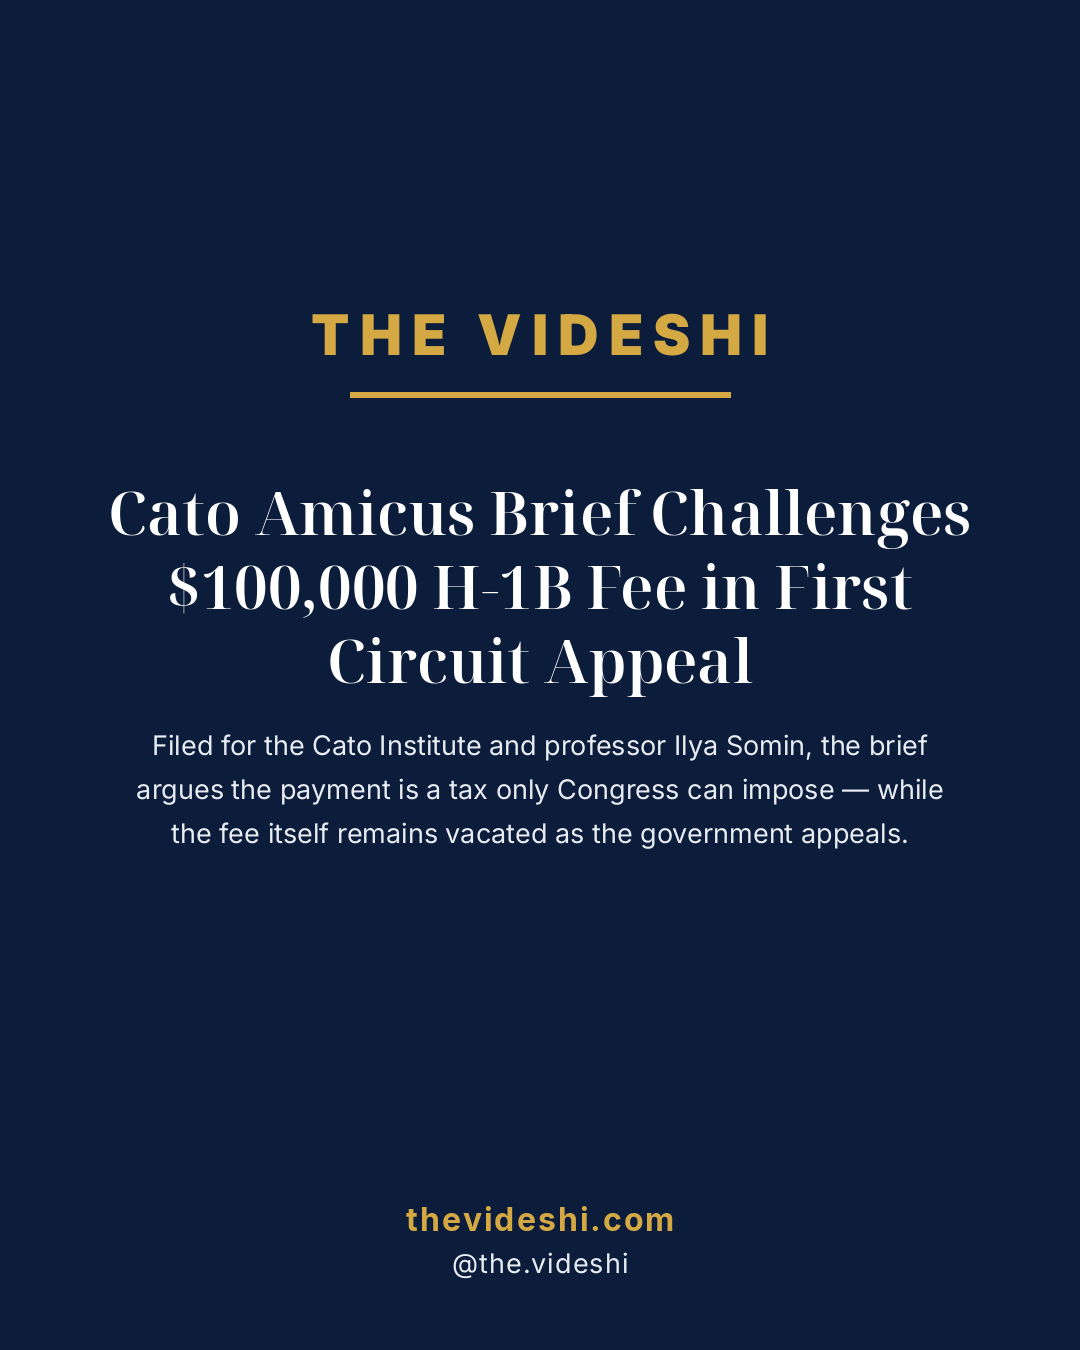 THE VIDESHI
Cato Amicus Brief Challenges
$100,000 H-1B Fee in First
Circuit Appeal
Filed for the Cato Institute and professor Ilya Somin, the brief
argues the payment is a tax only Congress can impose — while
the fee itself remains vacated as the government appeals.
thevideshi.com
@the.videshi